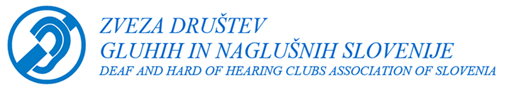 ZVEZA DRUŠTEV
GLUHIH IN NAGLUŠNIH SLOVENIJE
DEAF AND HARD OF HEARING CLUBS ASSOCIATION OF SLOVENIA